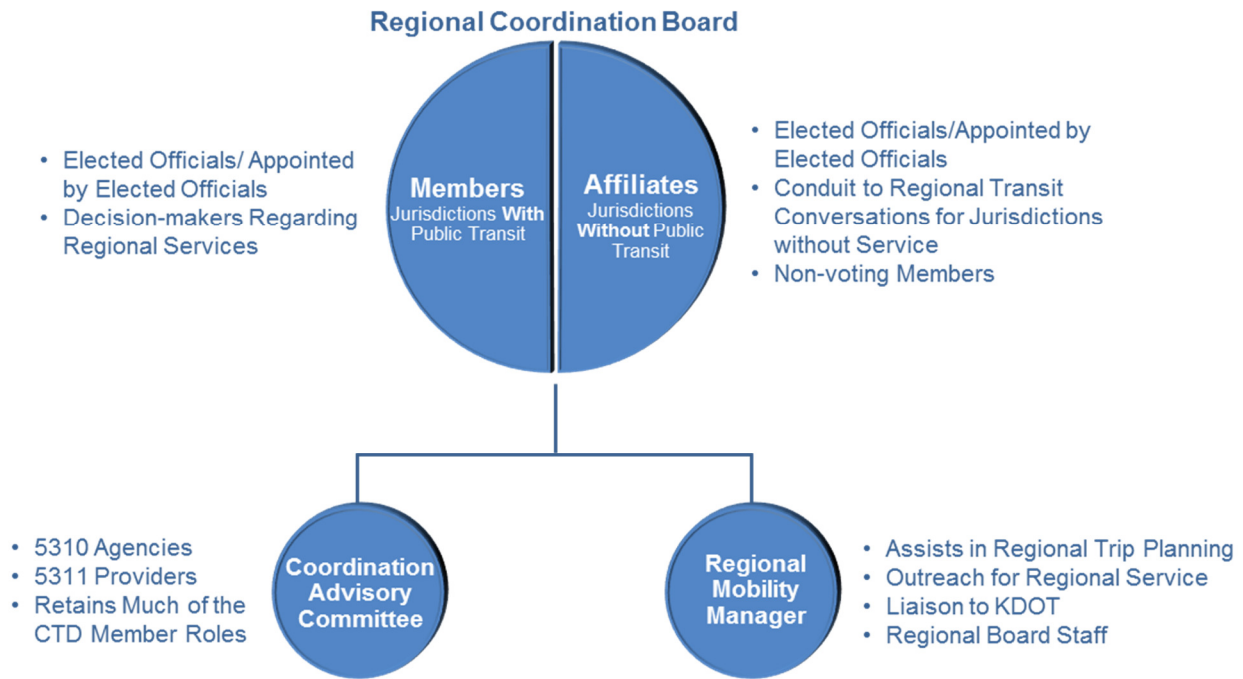 Regional Coordination Board
• Elected Officials/ Appointed
by Elected Officials
• Decision-makers Regarding
Regional Services
Members
Jurisdictions With
Public Transit
Affiliates
Jurisdictions
Without Public
Transit
• Elected Officials/Appointed by
Elected Officials
• Conduit to Regional Transit
Conversations for Jurisdictions
without Service
• Non-voting Members
• 5310 Agencies
• 5311 Providers
• Retains Much of the
CTD Member Roles
Coordination
Advisory
Committee
Regional
Mobility
Manager
• Assists in Regional Trip Planning
• Outreach for Regional Service
• Liaison to KDOT
• Regional Board Staff